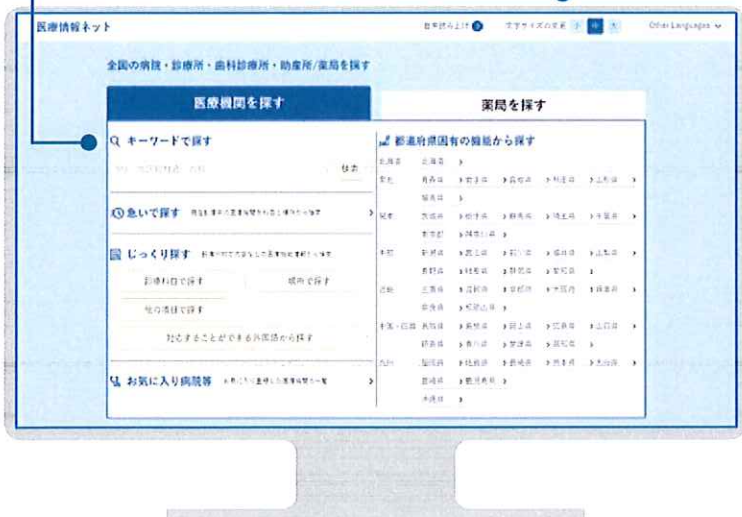 医療情報ネット
音声読み上げ 文字サイズの変更 小 中 大 Other Languages
全国の病院・診療所・歯科診療所・助産所/薬局を探す
医療機関を探す
薬局を探す
キーワードで探す
検索
急いで探す
じっくり探す
診療科目で探す
場所で探す
他の項目で探す
対応することができる外国語から探す
お気に入り病院等
都道府県固有の機能から探す
北海道 北海道
東北 青森県 岩手県 宮城県 秋田県 山形県
福島県
関東 茨城県 栃木県 群馬県 埼玉県 千葉県
東京都 神奈川県
中部 新潟県 富山県 石川県 福井県 山梨県
長野県 岐阜県 静岡県 愛知県
近畿 三重県 滋賀県 京都府 大阪府 兵庫県
奈良県 和歌山県
中国・四国 鳥取県 島根県 岡山県 広島県 山口県
徳島県 香川県 愛媛県 高知県
九州 福岡県 佐賀県 長崎県 熊本県 大分県
宮崎県 鹿児島県
沖縄県